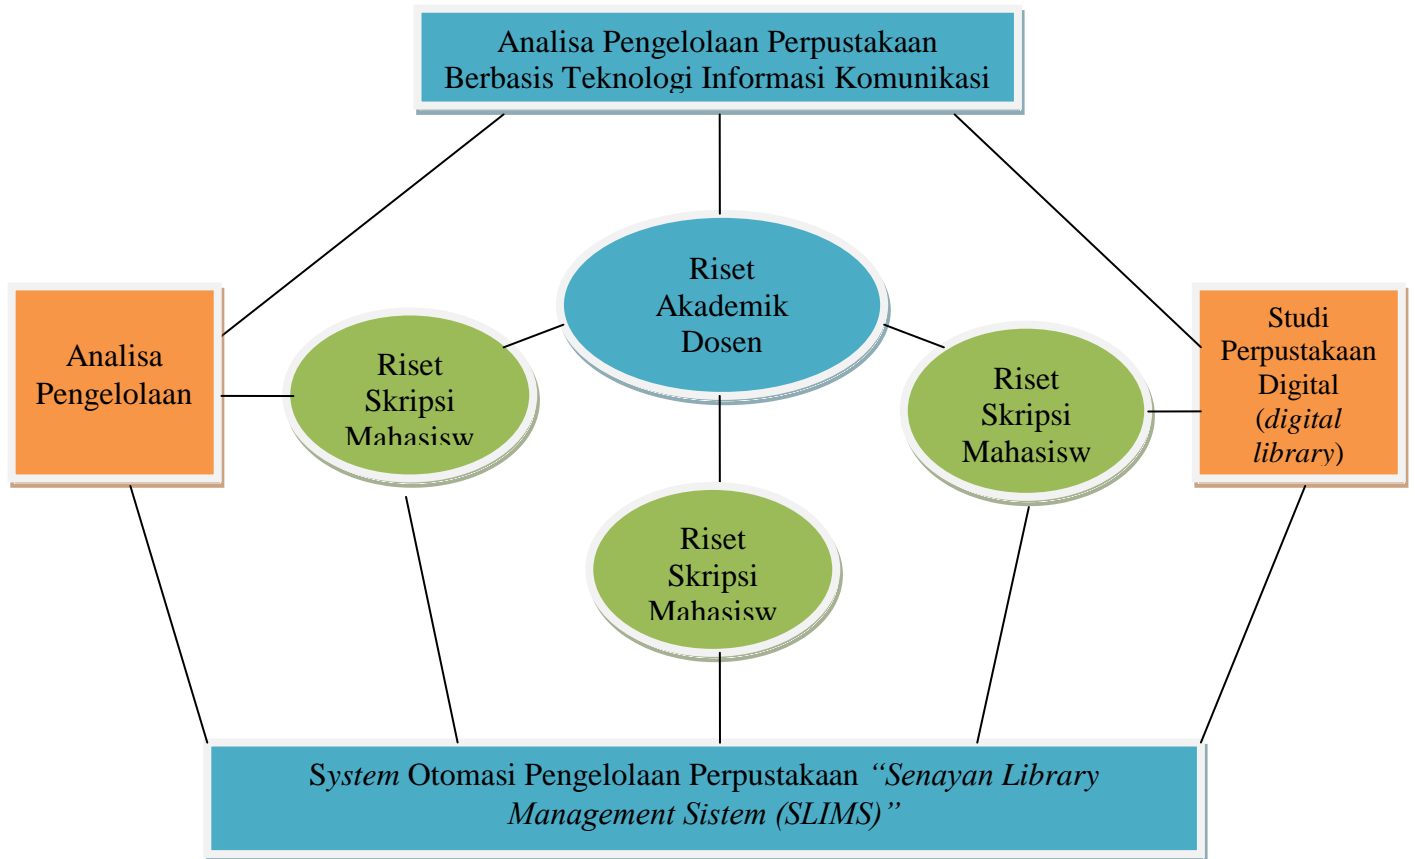 Analisa Pengelolaan Perpustakaan
Berbasis Teknologi Informasi Komunikasi
Riset
Akademik
Dosen
Analisa
Pengelolaan
Riset
Skripsi
Mahasisw
Riset
Skripsi
Mahasisw
Studi
Perpustakaan
Digital
(digital
library)
Riset
Skripsi
Mahasisw
System Otomasi Pengelolaan Perpustakaan “Senayan Library
Management Sistem (SLIMS)”